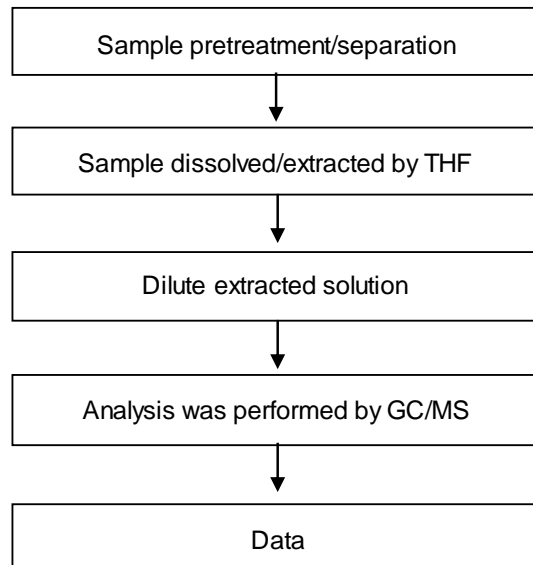 Sample pretreatment/separation
Sample dissolved/extracted by THF
Dilute extracted solution
Analysis was performed by GC/MS
Data